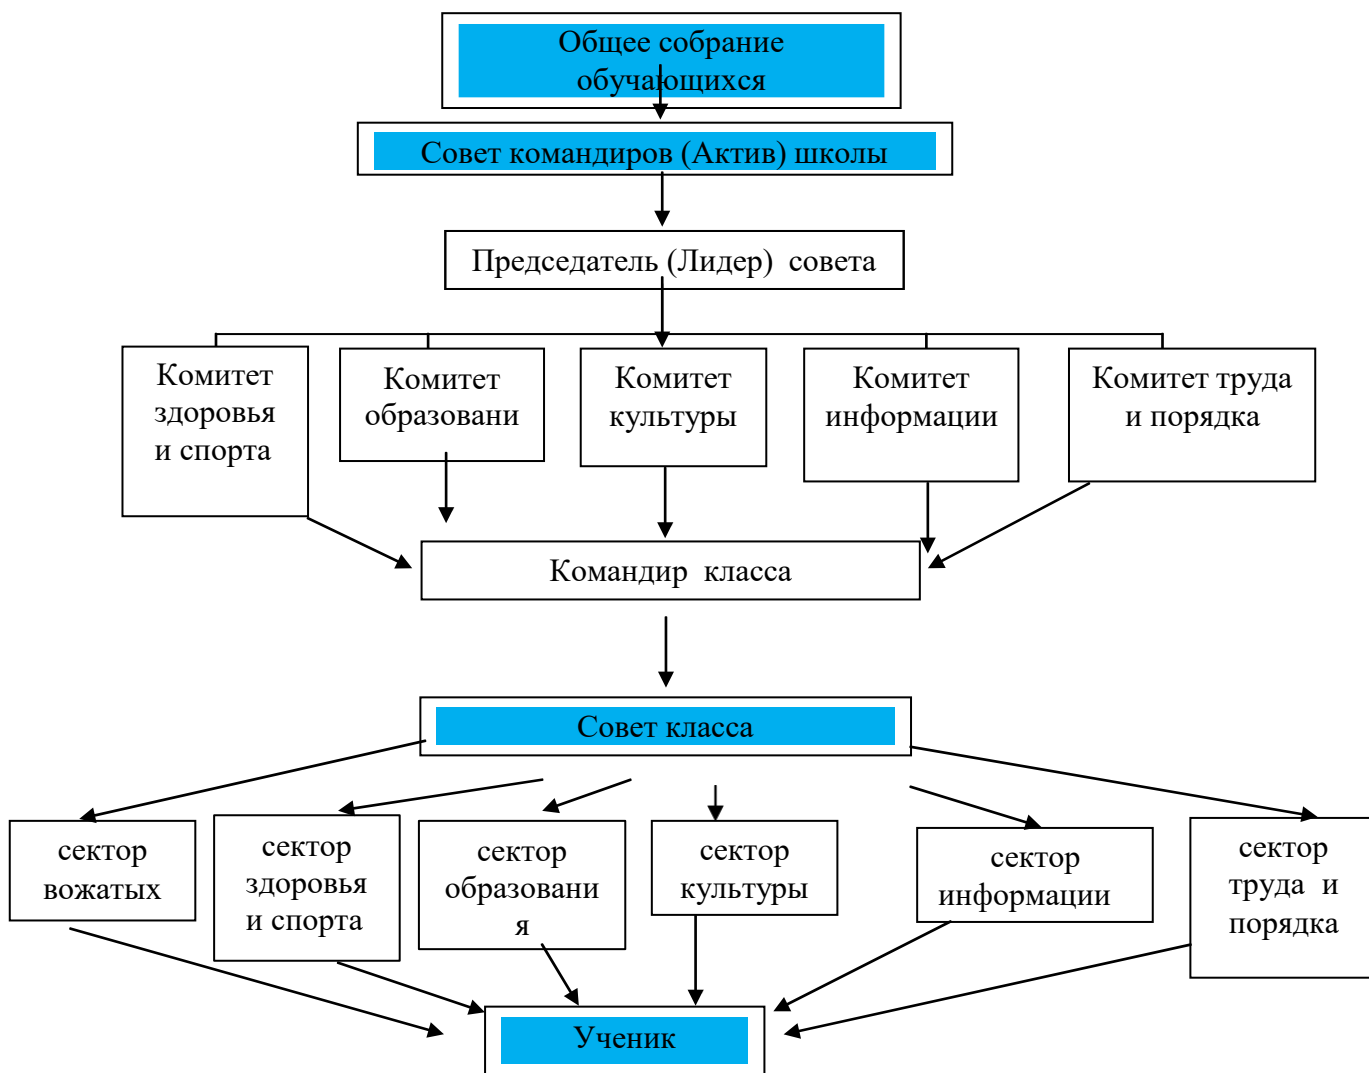 Общее собрание
обучающихся
Совет командиров (Актив) школы
Председатель (Лидер) совета
Комитет
здоровья
и спорта
Комитет
образовани
Комитет
культуры
Комитет
информации
Комитет труда
и порядка
Командир класса
Совет класса
сектор
вожатых
сектор
здоровья
и спорта
сектор
образовани
я
сектор
культуры
сектор
информации
сектор
труда и
порядка
Ученик